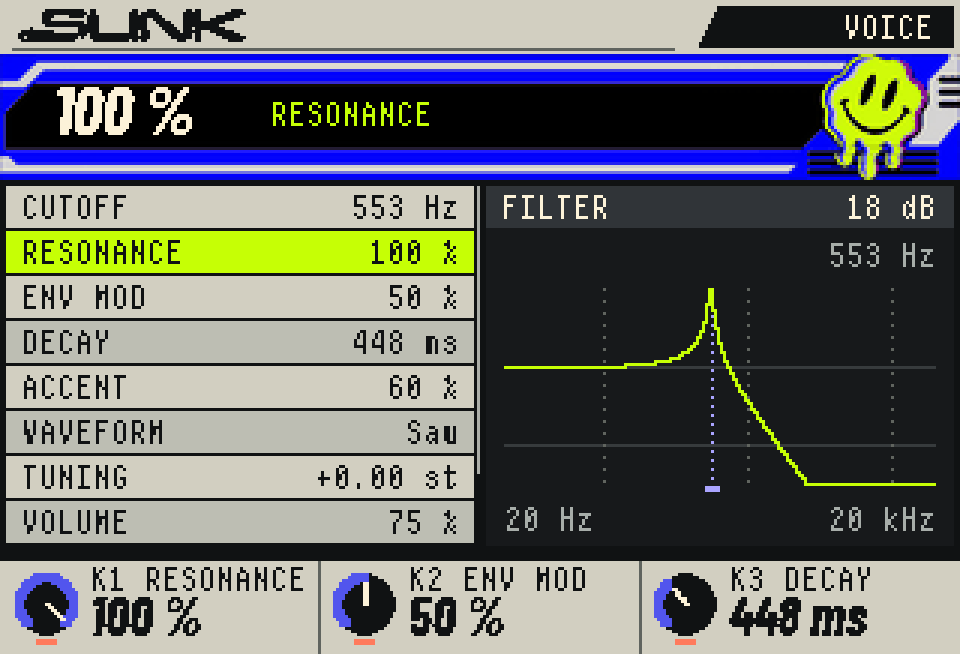 SLINK
VOICE
100 % RESONANCE
CUTOFF 553 Hz
RESONANCE 100 %
ENV MOD 50 %
DECAY 448 ms
ACCENT 60 %
WAVEFORM Saw
TUNING +0.00 st
VOLUME 75 %
FILTER 18 dB
553 Hz
20 Hz 20 kHz
K1 RESONANCE
100 %
K2 ENV MOD
50 %
K3 DECAY
448 ms